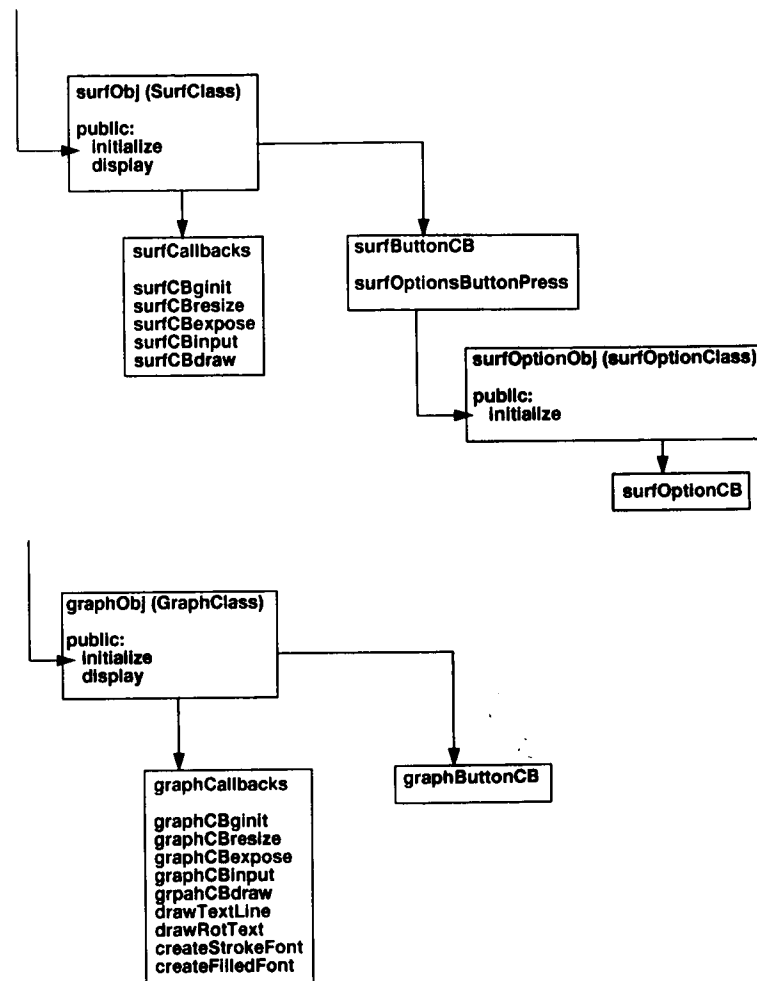 surfObj (SurfClass)
public:
initialize
display
surfCallbacks
surfCBginit
surfCBresize
surfCBexpose
surfCBinput
surfCBdraw
surfButtonCB
surfOptionsButtonPress
surfOptionObj (surfOptionClass)
public:
initialize
surfOptionCB
graphObj (GraphClass)
public:
initialize
display
graphCallbacks
graphCBginit
graphCBresize
graphCBexpose
graphCBinput
grpahCBdraw
drawTextLine
drawRotText
createStrokeFont
createFilledFont
graphButtonCB